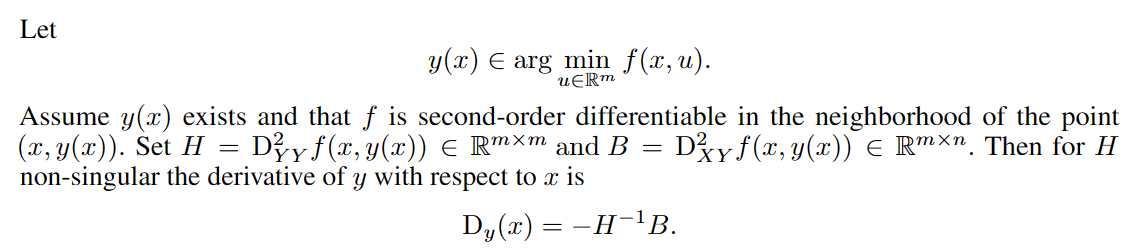 Let
y(x) ∈ arg min_{u∈ℝ^m} f(x, u).
Assume y(x) exists and that f is second-order differentiable in the neighborhood of the point
(x, y(x)). Set H = D²_{YY} f(x, y(x)) ∈ ℝ^{m×m} and B = D²_{XY} f(x, y(x)) ∈ ℝ^{m×n}. Then for H
non-singular the derivative of y with respect to x is
D_y(x) = −H^{−1}B.